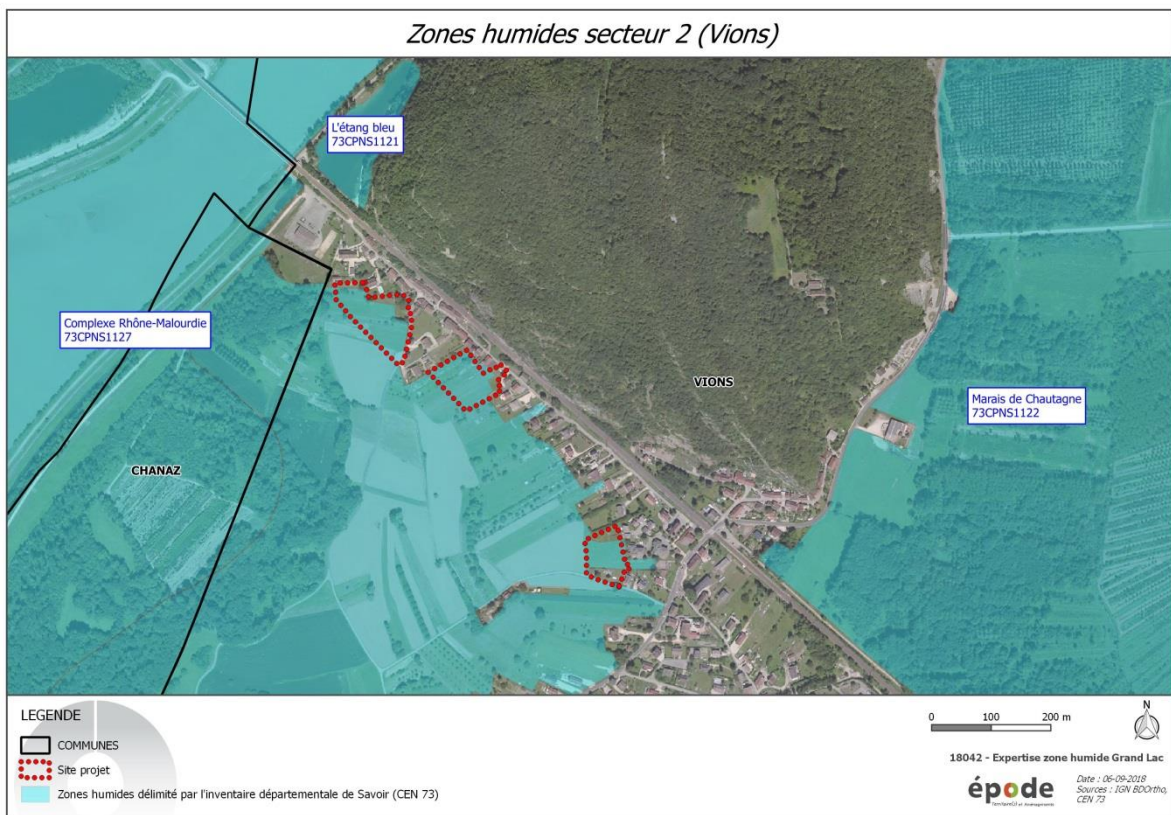 Zones humides secteur 2 (Vions)
L'étang bleu
73CPNS1121
Complexe Rhône-Malourdie
73CPNS1127
VIONS
Marais de Chautagne
73CPNS1122
CHANAZ
LEGENDE
COMMUNES
Site projet
Zones humides délimité par l'inventaire départementale de Savoir (CEN 73)
0 100 200 m
N
18042 - Expertise zone humide Grand Lac
épode
Date : 06-09-2018
Sources : IGN BDOrtho,
CEN 73